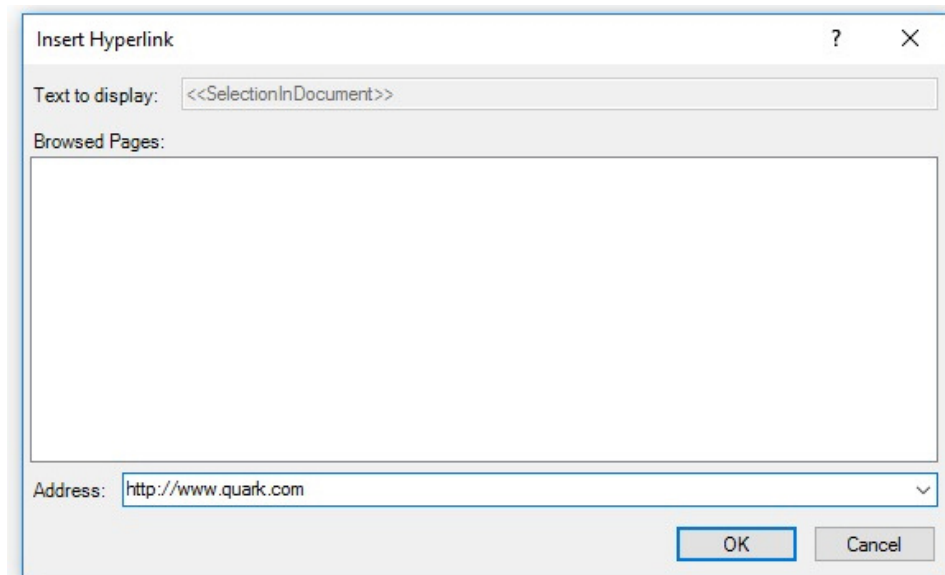 Insert Hyperlink ?
Text to display: <<SelectionInDocument>>
Browsed Pages:
Address: http://www.quark.com
OK Cancel